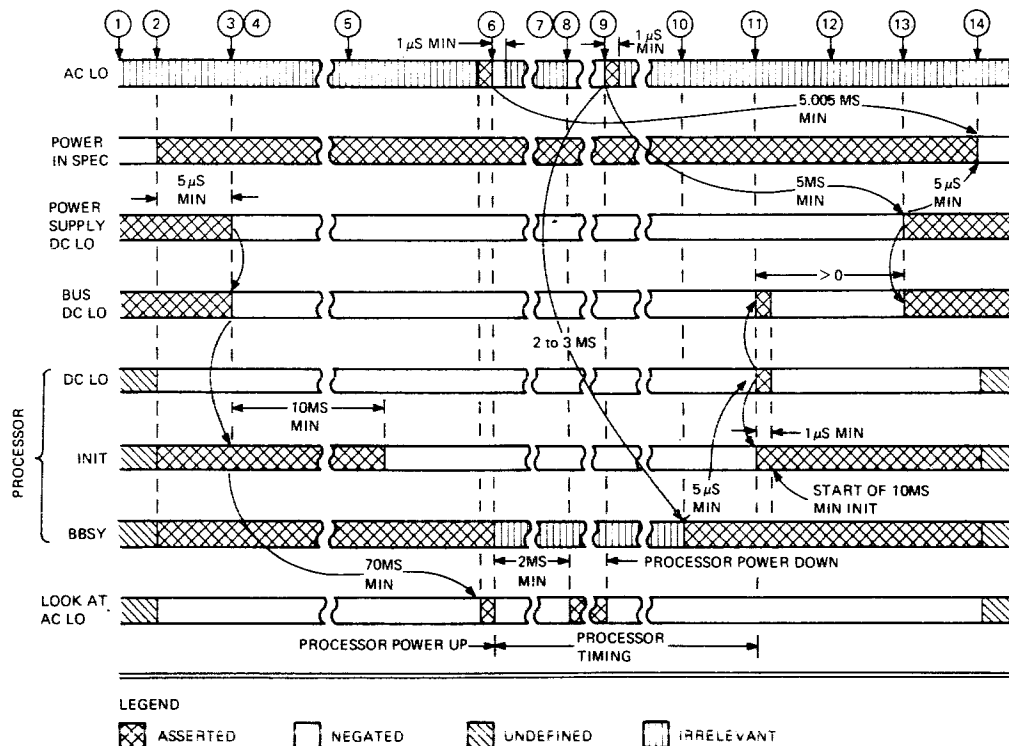 1 2 3 4 5 6 7 8 9 10 11 12 13 14
1 µS MIN
1 µS
MIN
AC LO
5.005 MS
MIN
POWER
IN SPEC
5 µS
MIN
5MS
MIN
5 µS
MIN
POWER
SUPPLY
DC LO
> 0
BUS
DC LO
2 to 3 MS
DC LO
10MS
MIN
1 µS MIN
PROCESSOR
INIT
5 µS
MIN
START OF 10MS
MIN INIT
BBSY
70MS
MIN
2MS
MIN
PROCESSOR POWER DOWN
LOOK AT
AC LO
PROCESSOR POWER UP
PROCESSOR
TIMING
LEGEND
ASSERTED
NEGATED
UNDEFINED
IRRELEVANT